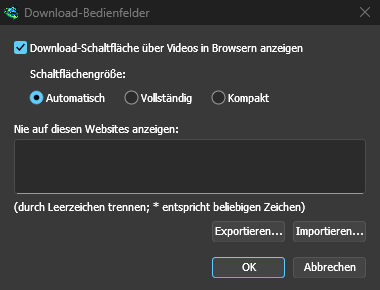 Download-Bedienfelder
Download-Schaltfläche über Videos in Browsern anzeigen
Schaltflächengröße:
Automatisch Vollständig Kompakt
Nie auf diesen Websites anzeigen:
(durch Leerzeichen trennen; * entspricht beliebigen Zeichen)
Exportieren... Importieren...
OK Abbrechen